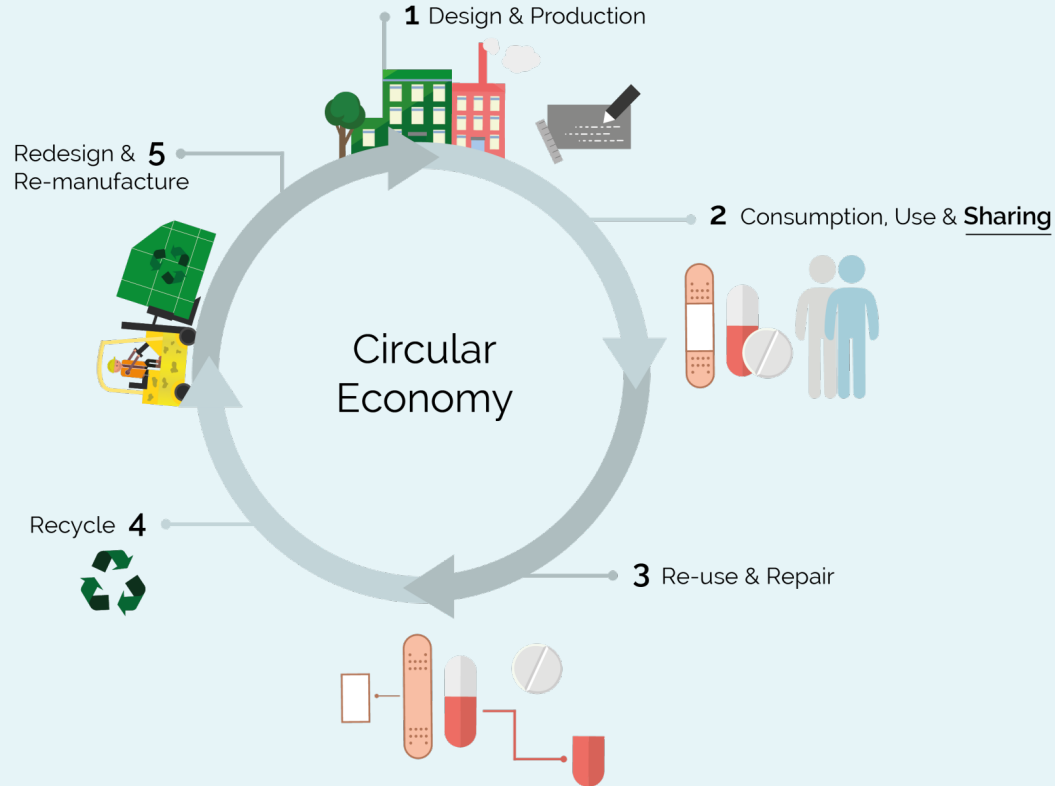 1 Design & Production
Redesign & 5
Re-manufacture
2 Consumption, Use & Sharing
Circular
Economy
Recycle 4
3 Re-use & Repair